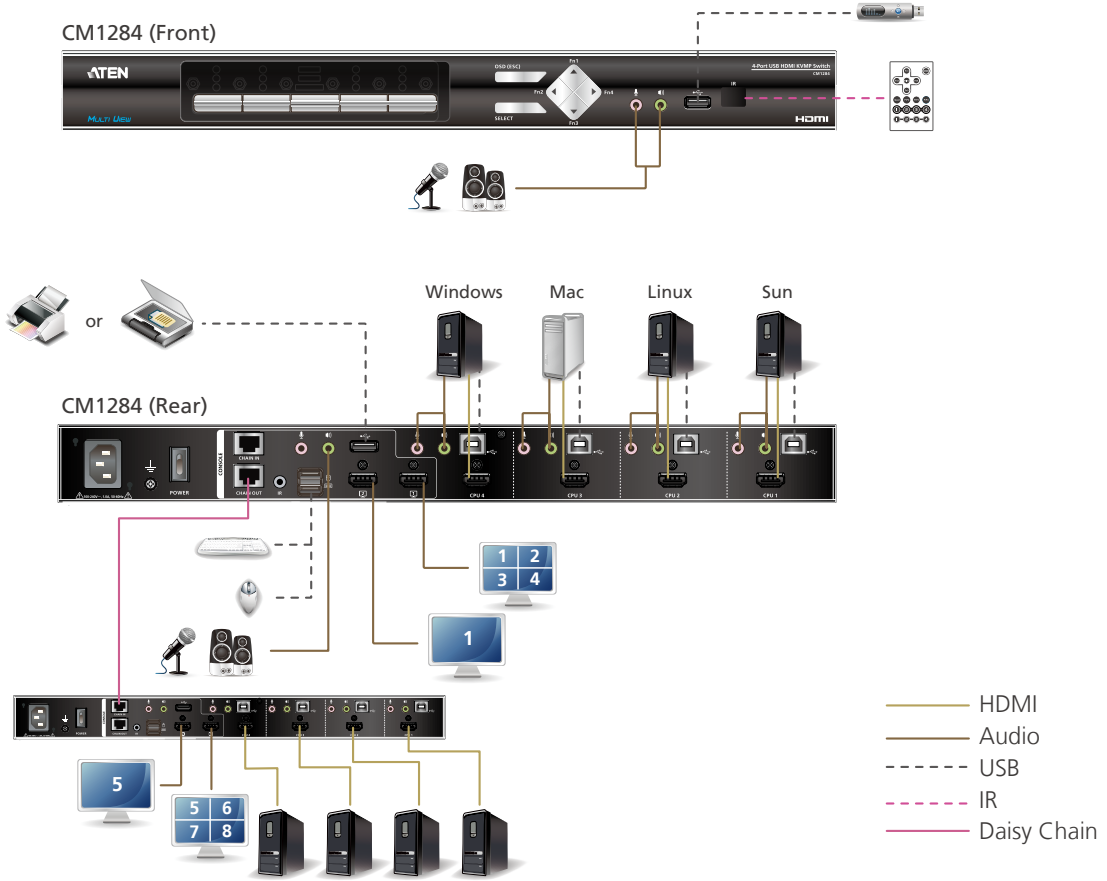 CM1284 (Front)
ATEN
MULTI VIEW
OSD (ESC)
SELECT
Fn1
Fn2
Fn4
Fn3
4-Port USB HDMI KVMP Switch
CM1284
IR
HDMI
Windows
Mac
Linux
Sun
or
CM1284 (Rear)
POWER
CONSOLE
CHAIN IN
CHAIN OUT
IR
2
1
CPU 4
CPU 3
CPU 2
CPU 1
1 2
3 4
1
5
5 6
7 8
HDMI
Audio
USB
IR
Daisy Chain